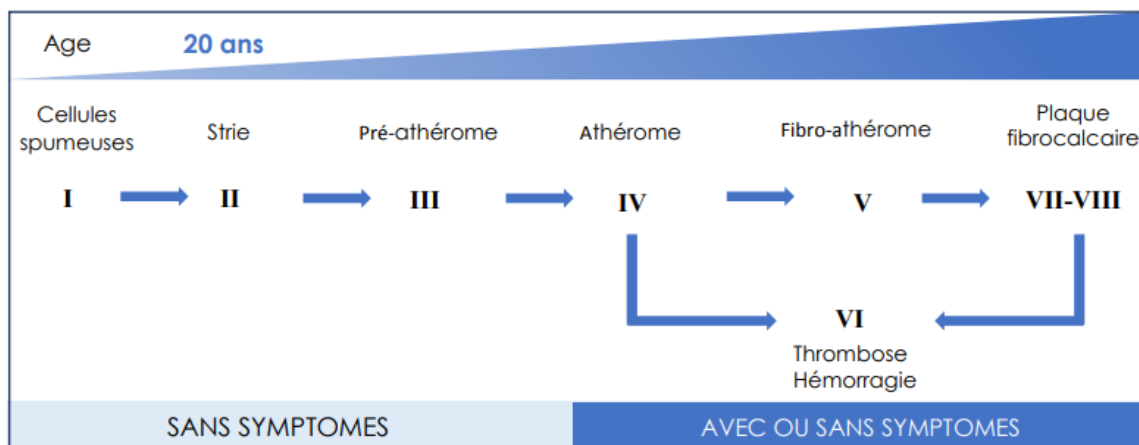 Age 20 ans
Cellules
spumeuses
Strie
Pré-athérome
Athérome
Fibro-athérome
Plaque
fibrocalcaire
I II III IV V VII-VIII
VI
Thrombose
Hémorragie
SANS SYMPTOMES AVEC OU SANS SYMPTOMES